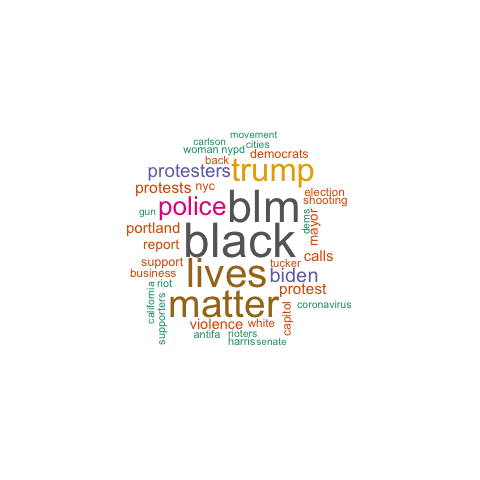 movement
carlson
cities
woman
nypd
back
democrats
protesters
trump
protests
nyc
election
shooting
gun
police
blm
dems
mayor
portland
black
report
calls
support
tucker
business
riot
lives
biden
protest
california
supporters
matter
coronavirus
violence
white
capitol
antifa
rioters
harris
senate